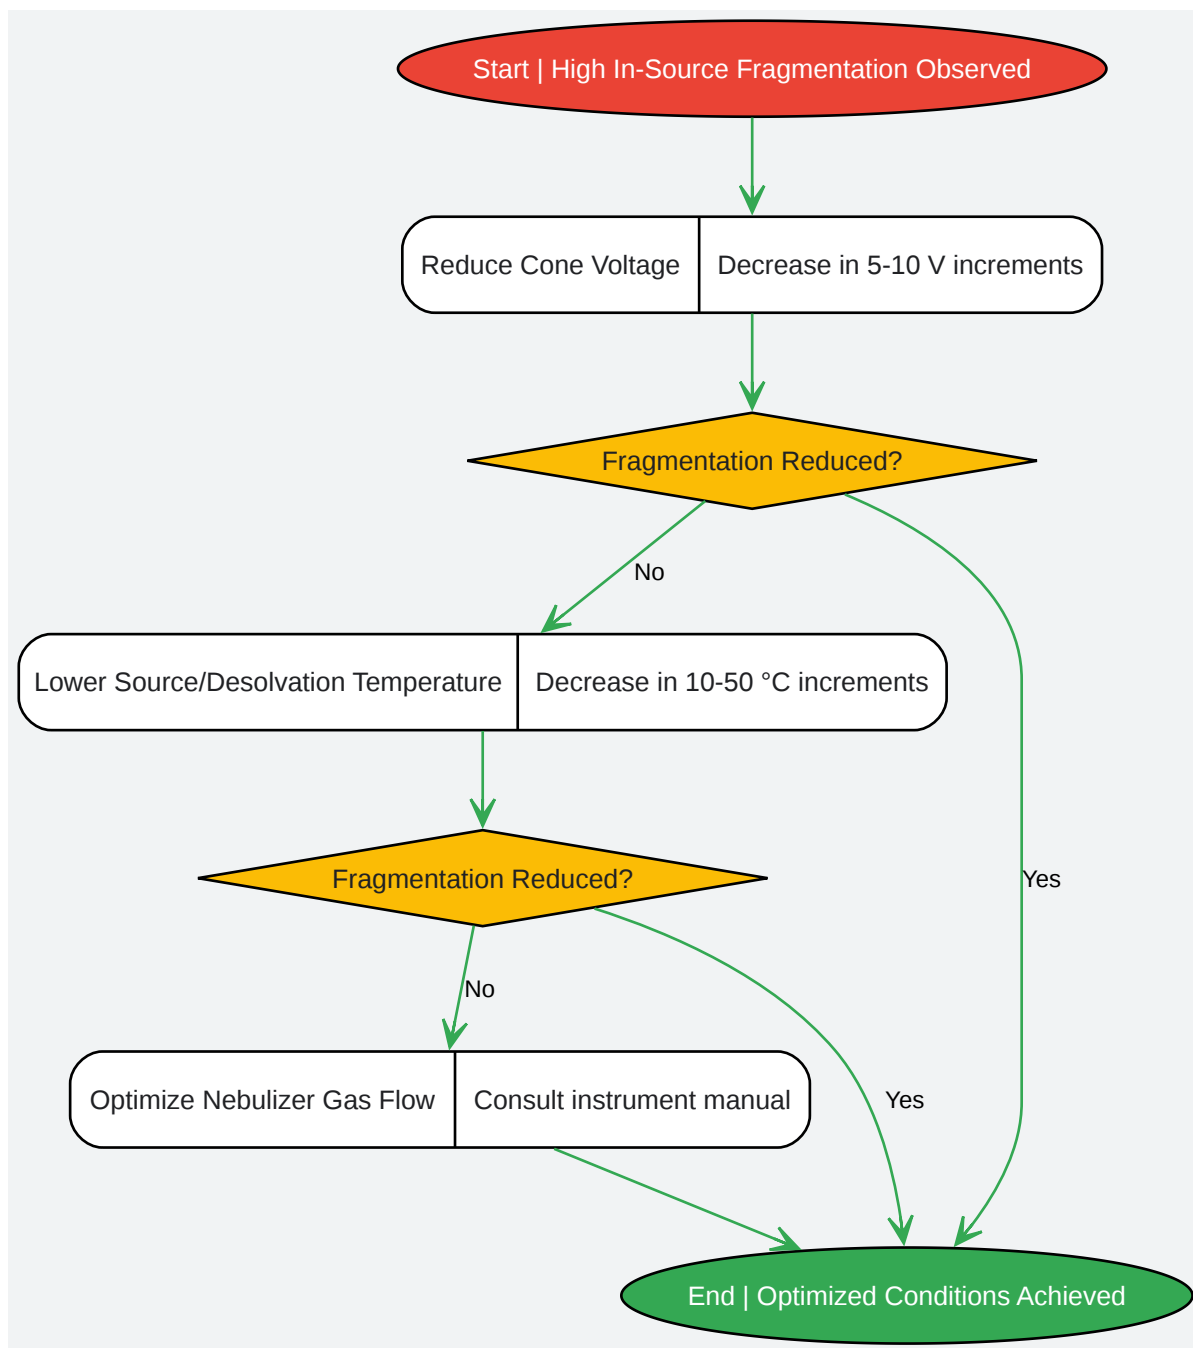 Start | High In-Source Fragmentation Observed
Reduce Cone Voltage
Decrease in 5-10 V increments
Fragmentation Reduced?
No
Lower Source/Desolvation Temperature
Decrease in 10-50 °C increments
Fragmentation Reduced?
Yes
No
Optimize Nebulizer Gas Flow
Consult instrument manual
Yes
End | Optimized Conditions Achieved